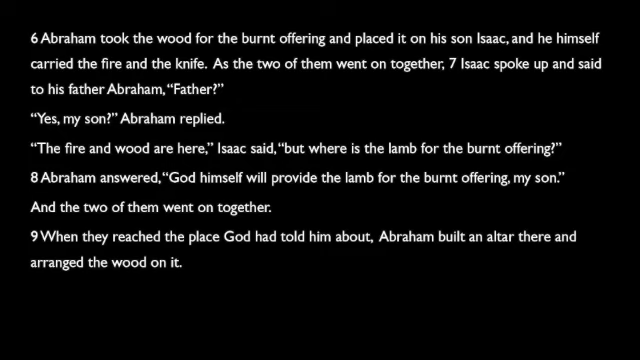 6 Abraham took the wood for the burnt offering and placed it on his son Isaac, and he himself
carried the fire and the knife. As the two of them went on together, 7 Isaac spoke up and said
to his father Abraham, “Father?”
“Yes, my son?” Abraham replied.
“The fire and wood are here,” Isaac said, “but where is the lamb for the burnt offering?”
8 Abraham answered, “God himself will provide the lamb for the burnt offering, my son.”
And the two of them went on together.
9 When they reached the place God had told him about, Abraham built an altar there and
arranged the wood on it.